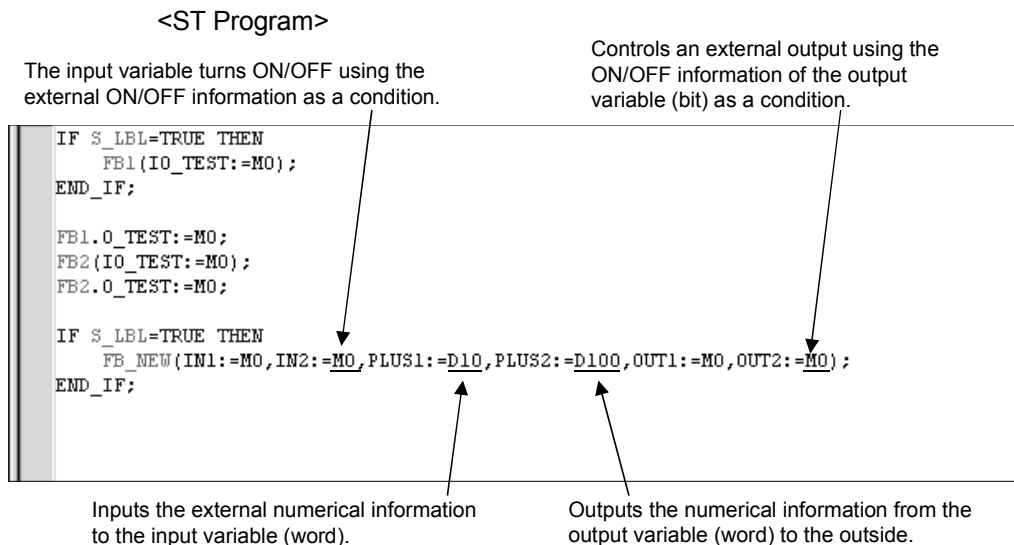 <ST Program>
The input variable turns ON/OFF using the
external ON/OFF information as a condition.
Controls an external output using the
ON/OFF information of the output
variable (bit) as a condition.
IF S_LBL=TRUE THEN
FB1(IO_TEST:=M0);
END_IF;
FB1.O_TEST:=M0;
FB2(IO_TEST:=M0);
FB2.O_TEST:=M0;
IF S_LBL=TRUE THEN
FB_NEW(IN1:=M0,IN2:=M0,PLUS1:=D10,PLUS2:=D100,OUT1:=M0,OUT2:=M0);
END_IF;
Inputs the external numerical information
to the input variable (word).
Outputs the numerical information from the
output variable (word) to the outside.